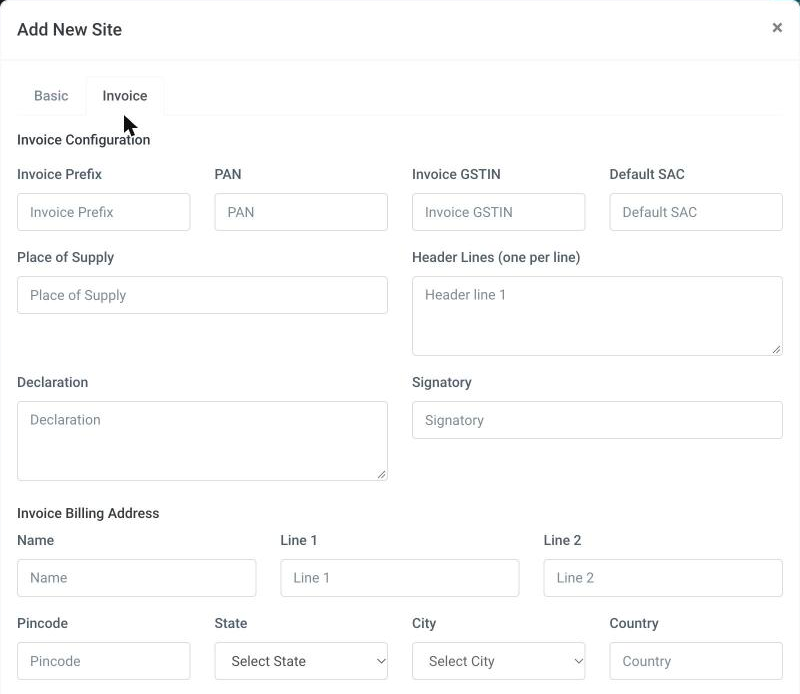 Add New Site ×
Basic Invoice
Invoice Configuration
Invoice Prefix PAN Invoice GSTIN Default SAC
Invoice Prefix PAN Invoice GSTIN Default SAC
Place of Supply Header Lines (one per line)
Place of Supply Header line 1
Declaration Signatory
Declaration Signatory
Invoice Billing Address
Name Line 1 Line 2
Name Line 1 Line 2
Pincode State City Country
Pincode Select State Select City Country